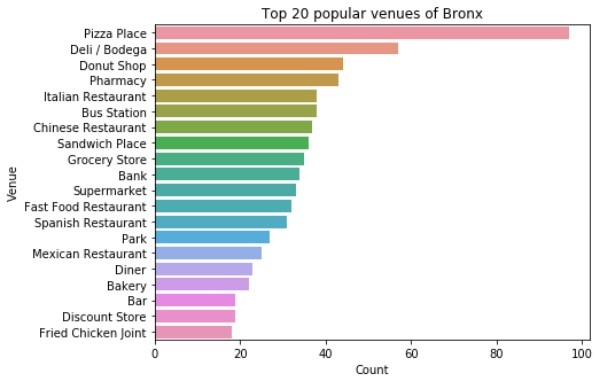 Top 20 popular venues of Bronx
Venue
Pizza Place
Deli / Bodega
Donut Shop
Pharmacy
Italian Restaurant
Bus Station
Chinese Restaurant
Sandwich Place
Grocery Store
Bank
Supermarket
Fast Food Restaurant
Spanish Restaurant
Park
Mexican Restaurant
Diner
Bakery
Bar
Discount Store
Fried Chicken Joint
0 20 40 60 80 100
Count